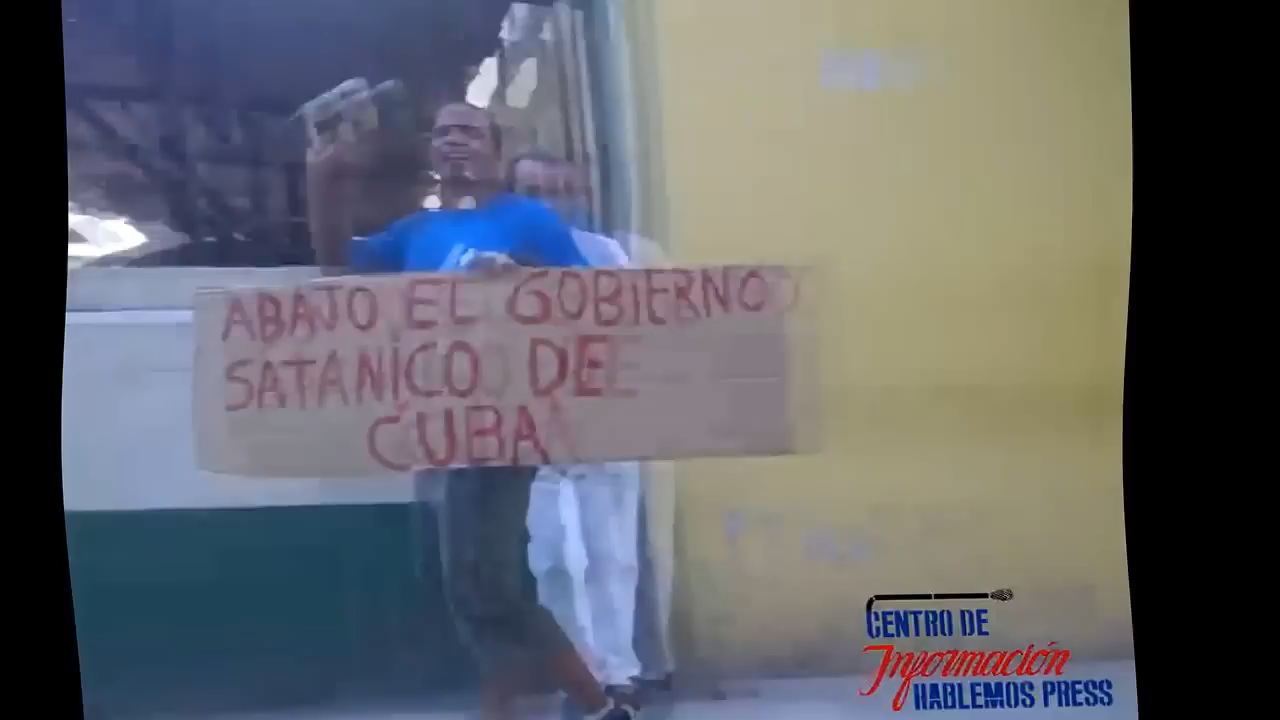 ABAJO EL GOBIERNO
SATANICO DE
CUBA
CENTRO DE
Información
HABLEMOS PRESS